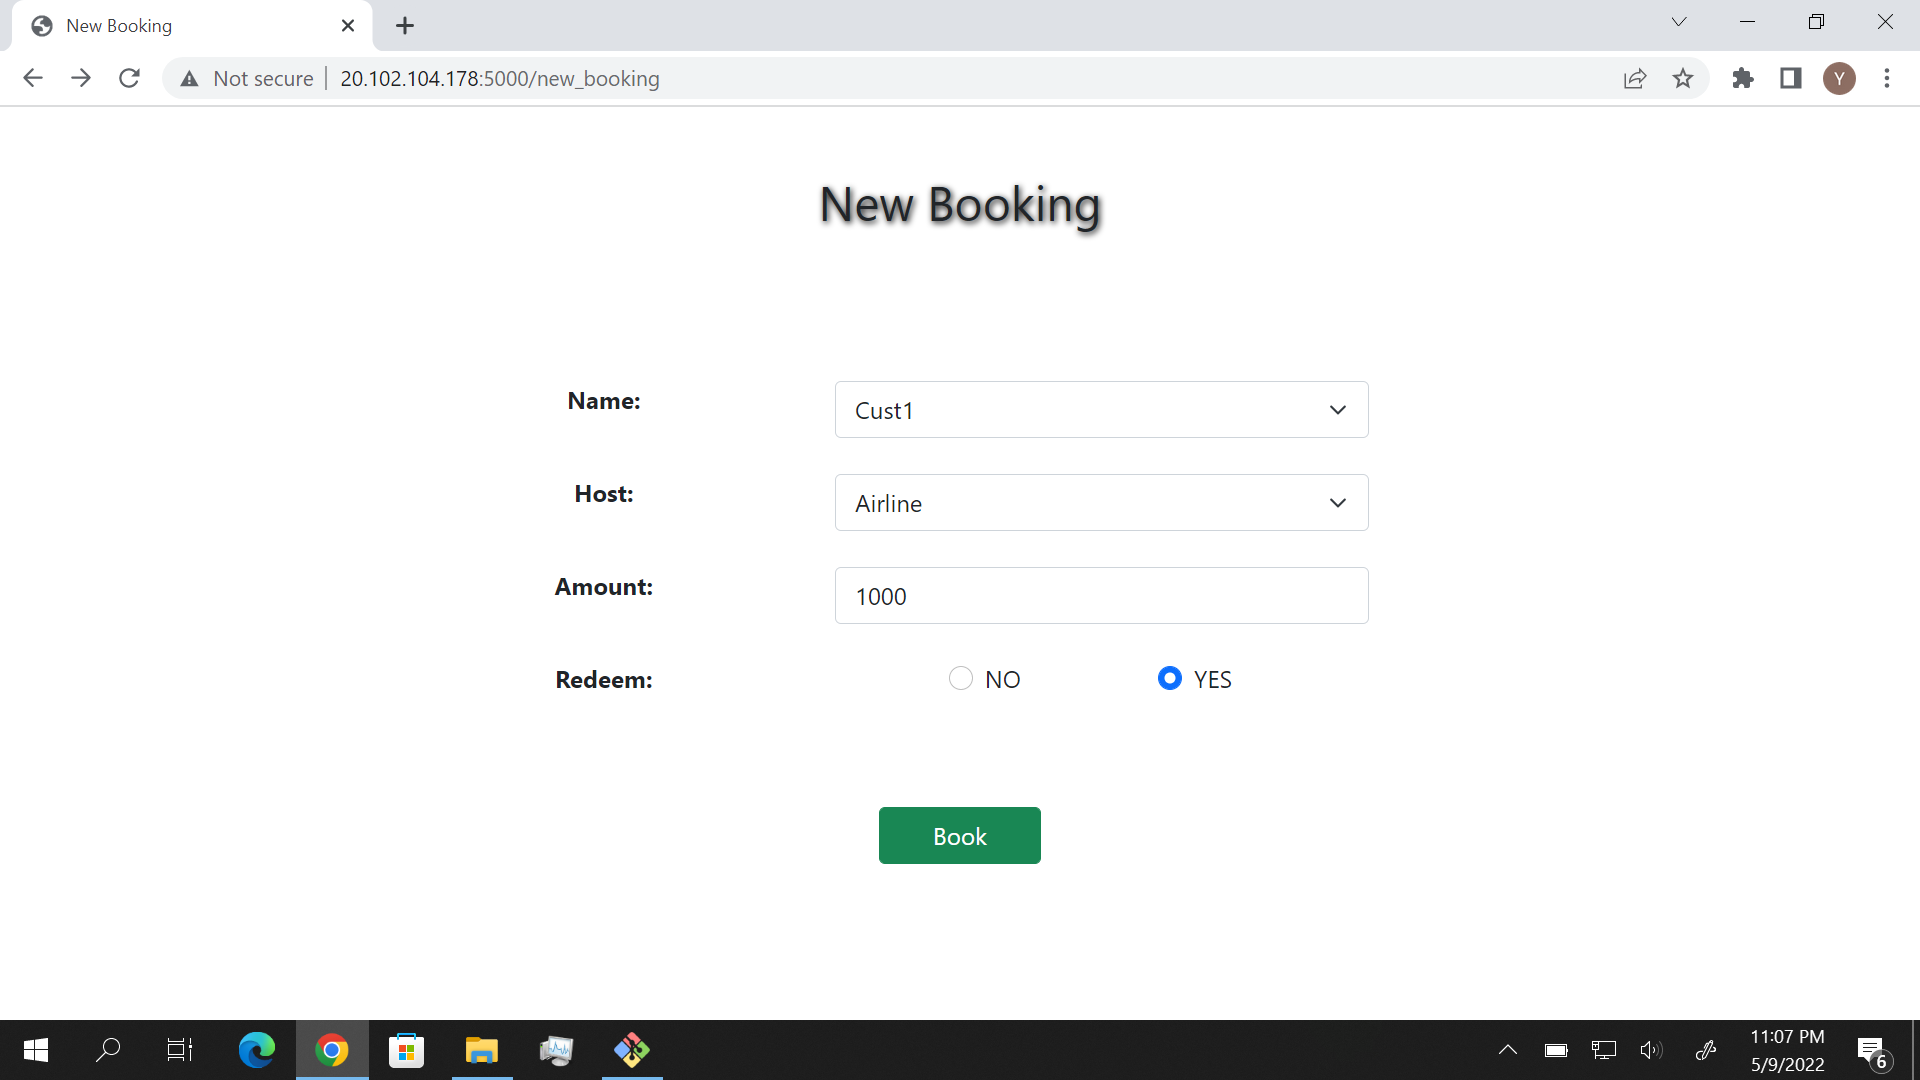 New Booking
Not secure 20.102.104.178:5000/new_booking
Y
New Booking
Name: Cust1
Host: Airline
Amount: 1000
Redeem: NO YES
Book
11:07 PM
5/9/2022
6